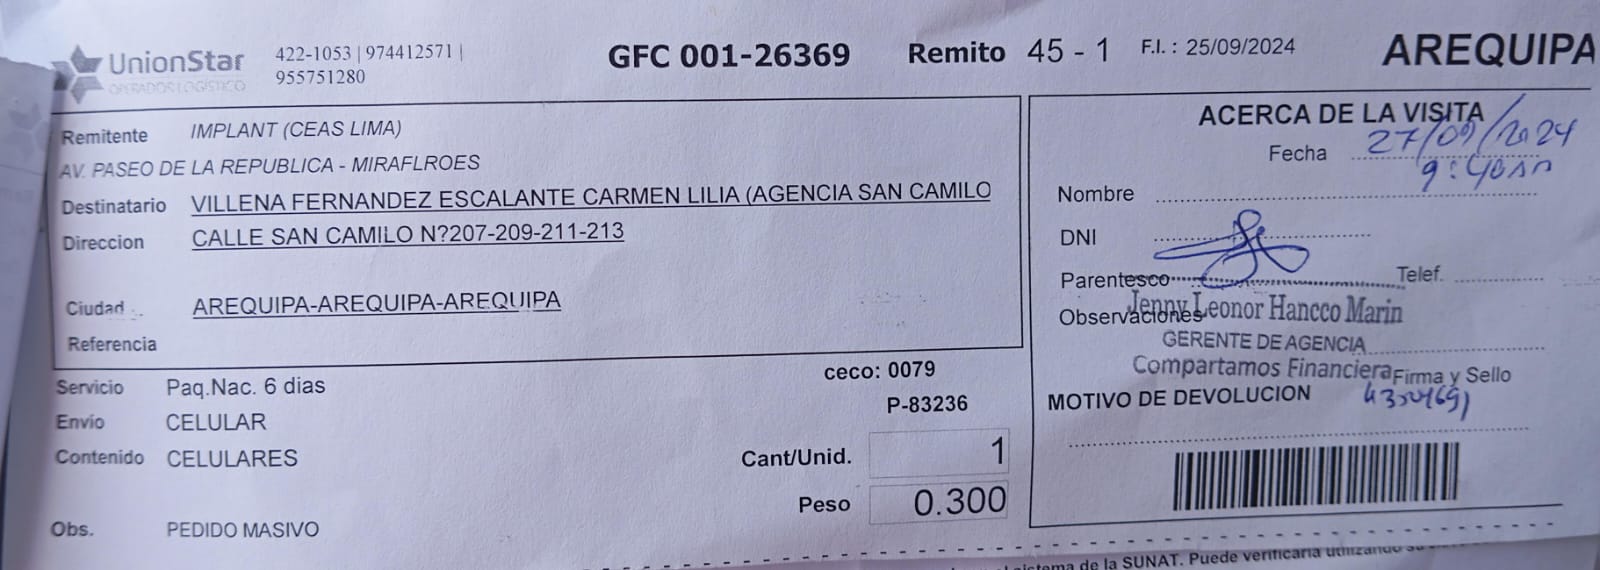 UnionStar
OPERADOR LOGISTICO
422-1053 | 974412571 |
955751280
GFC 001-26369
Remito 45 - 1
F.I. : 25/09/2024
AREQUIPA
Remitente IMPLANT (CEAS LIMA)
AV. PASEO DE LA REPUBLICA - MIRAFLROES
Destinatario VILLENA FERNANDEZ ESCALANTE CARMEN LILIA (AGENCIA SAN CAMILO
Direccion CALLE SAN CAMILO N?207-209-211-213
Ciudad AREQUIPA-AREQUIPA-AREQUIPA
Referencia
Servicio Paq.Nac. 6 dias
Envío CELULAR
Contenido CELULARES
Obs. PEDIDO MASIVO
ceco: 0079
P-83236
Cant/Unid. 1
Peso 0.300
ACERCA DE LA VISITA
Fecha 27/09/2024
9:40am
Nombre
DNI
Parentesco
Telef.
Observaciones
Jenny Leonor Hancco Marin
GERENTE DE AGENCIA
Compartamos Financiera
Firma y Sello
MOTIVO DE DEVOLUCION
sistema de la SUNAT. Puede verificarla utilizando su